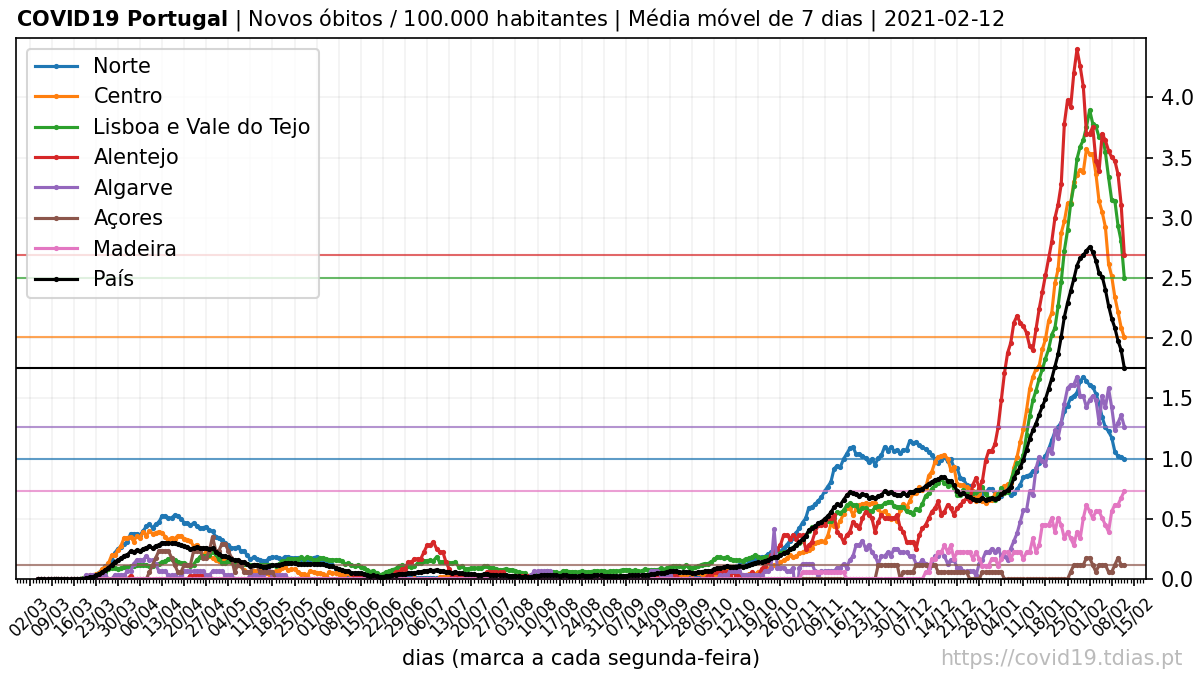 COVID19 Portugal | Novos óbitos / 100.000 habitantes | Média móvel de 7 dias | 2021-02-12
Norte
Centro
Lisboa e Vale do Tejo
Alentejo
Algarve
Açores
Madeira
País
4.0
3.5
3.0
2.5
2.0
1.5
1.0
0.5
0.0
02/03 09/03 16/03 23/03 30/03 06/04 13/04 20/04 27/04 04/05 11/05 18/05 25/05 01/06 08/06 15/06 22/06 29/06 06/07 13/07 20/07 27/07 03/08 10/08 17/08 24/08 31/08 07/09 14/09 21/09 28/09 05/10 12/10 19/10 26/10 02/11 09/11 16/11 23/11 30/11 07/12 14/12 21/12 28/12 04/01 11/01 18/01 25/01 01/02 08/02 15/02
dias (marca a cada segunda-feira)
https://covid19.tdias.pt